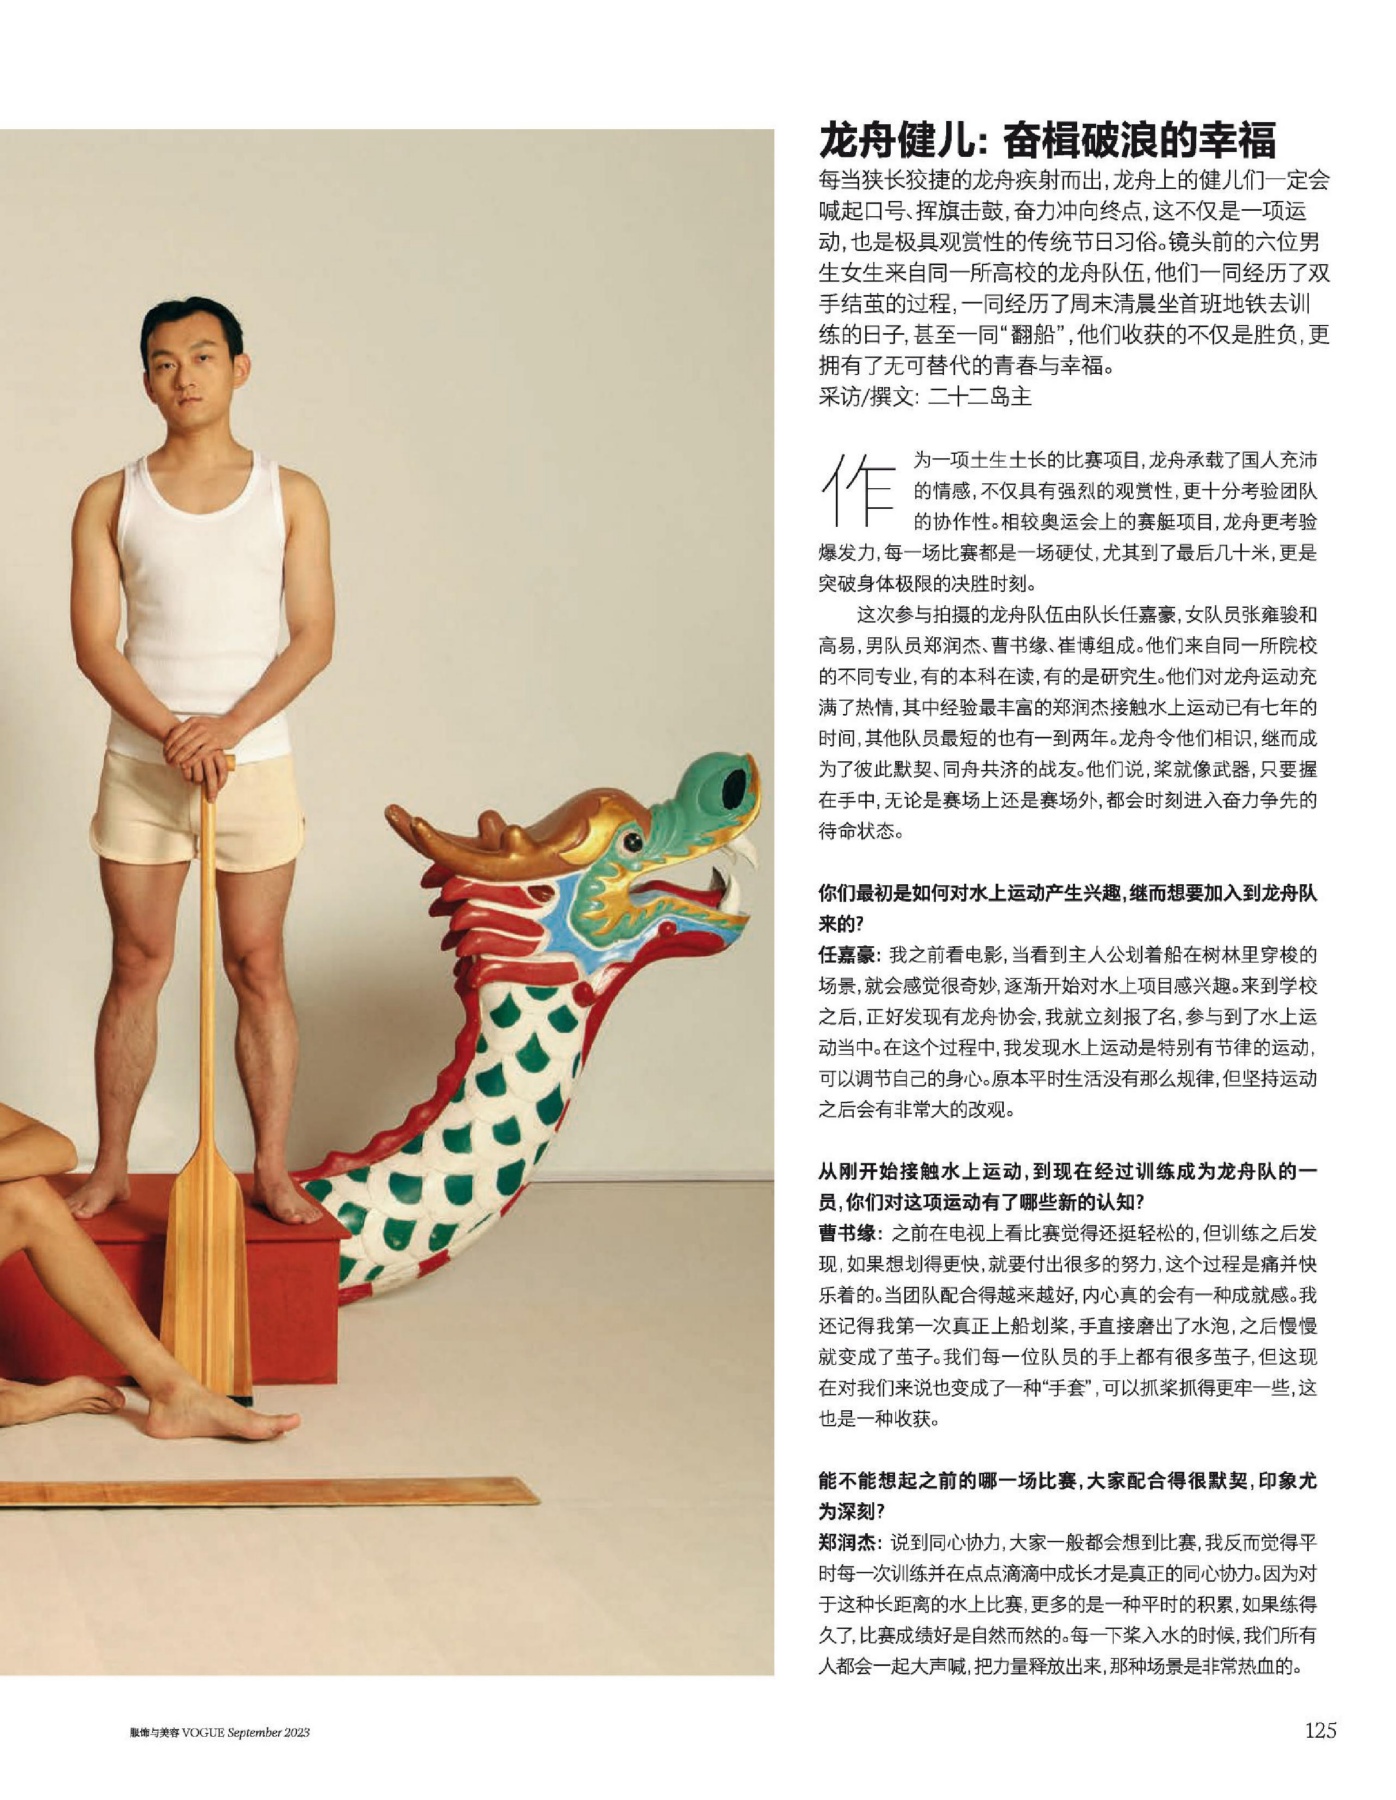 龙舟健儿：奋楫破浪的幸福
每当狭长狡捷的龙舟疾射而出，龙舟上的健儿们一定会
喊起口号、挥旗击鼓，奋力冲向终点，这不仅是一项运
动，也是极具观赏性的传统节日习俗。镜头前的六位男
生女生来自同一所高校的龙舟队伍，他们一同经历了双
手结茧的过程，一同经历了周末清晨坐首班地铁去训
练的日子，甚至一同“翻船”，他们收获的不仅是胜负，更
拥有了无可替代的青春与幸福。
采访/撰文：二十二岛主
作为一项土生土长的比赛项目，龙舟承载了国人充沛
的情感，不仅具有强烈的观赏性，更十分考验团队
的协作性。相较奥运会上的赛艇项目，龙舟更考验
爆发力，每一场比赛都是一场硬仗，尤其到了最后几十米，更是
突破身体极限的决胜时刻。
这次参与拍摄的龙舟队伍由队长任嘉豪，女队员张雍骏和
高易，男队员郑润杰、曹书缘、崔博组成。他们来自同一所院校
的不同专业，有的本科在读，有的是研究生。他们对龙舟运动充
满了热情，其中经验最丰富的郑润杰接触水上运动已有七年的
时间，其他队员最短的也有一到两年。龙舟令他们相识，继而成
为了彼此默契、同舟共济的战友。他们说，桨就像武器，只要握
在手中，无论是赛场上还是赛场外，都会时刻进入奋力争先的
待命状态。
你们最初是如何对水上运动产生兴趣，继而想要加入到龙舟队
来的？
任嘉豪：我之前看电影，当看到主人公划着船在树林里穿梭的
场景，就会感觉很奇妙，逐渐开始对水上项目感兴趣。来到学校
之后，正好发现有龙舟协会，我就立刻报了名，参与到了水上运
动当中。在这个过程中，我发现水上运动是特别有节律的运动，
可以调节自己的身心。原本平时生活没有那么规律，但坚持运动
之后会有非常大的改观。
从刚开始接触水上运动，到现在经过训练成为龙舟队的一
员，你们对这项运动有了哪些新的认知？
曹书缘：之前在电视上看比赛觉得还挺轻松的，但训练之后发
现，如果想划得更快，就要付出很多的努力，这个过程是痛并快
乐着的。当团队配合得越来越好，内心真的会有一种成就感。我
还记得我第一次真正上船划桨，手直接磨出了水泡，之后慢慢
就变成了茧子。我们每一位队员的手上都有很多茧子，但这现
在对我们来说也变成了一种“手套”，可以抓桨抓得更牢一些，这
也是一种收获。
能不能想起之前的哪一场比赛，大家配合得很默契，印象尤
为深刻？
郑润杰：说到同心协力，大家一般都会想到比赛，我反而觉得平
时每一次训练并在点点滴滴中成长才是真正的同心协力。因为对
于这种长距离的水上比赛，更多的是一种平时的积累，如果练得
久了，比赛成绩好是自然而然的。每一下桨入水的时候，我们所有
人都会一起大声喊，把力量释放出来，那种场景是非常热血的。
服饰与美容 VOGUE September 2023
125